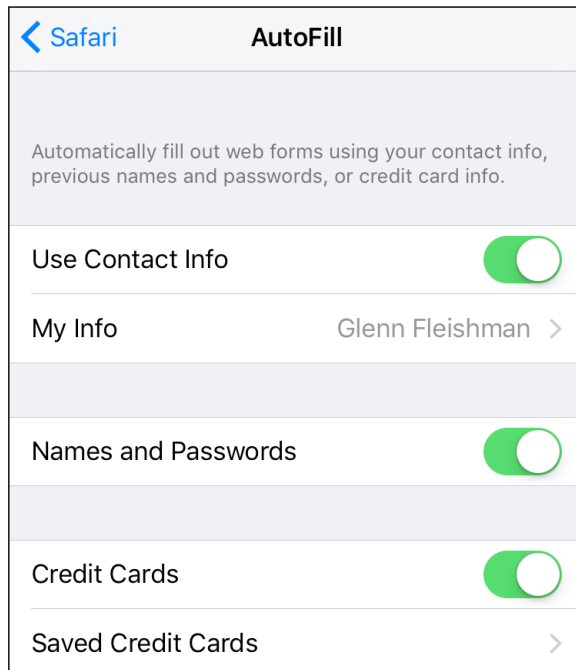 Safari
AutoFill
Automatically fill out web forms using your contact info,
previous names and passwords, or credit card info.
Use Contact Info
My Info Glenn Fleishman
Names and Passwords
Credit Cards
Saved Credit Cards